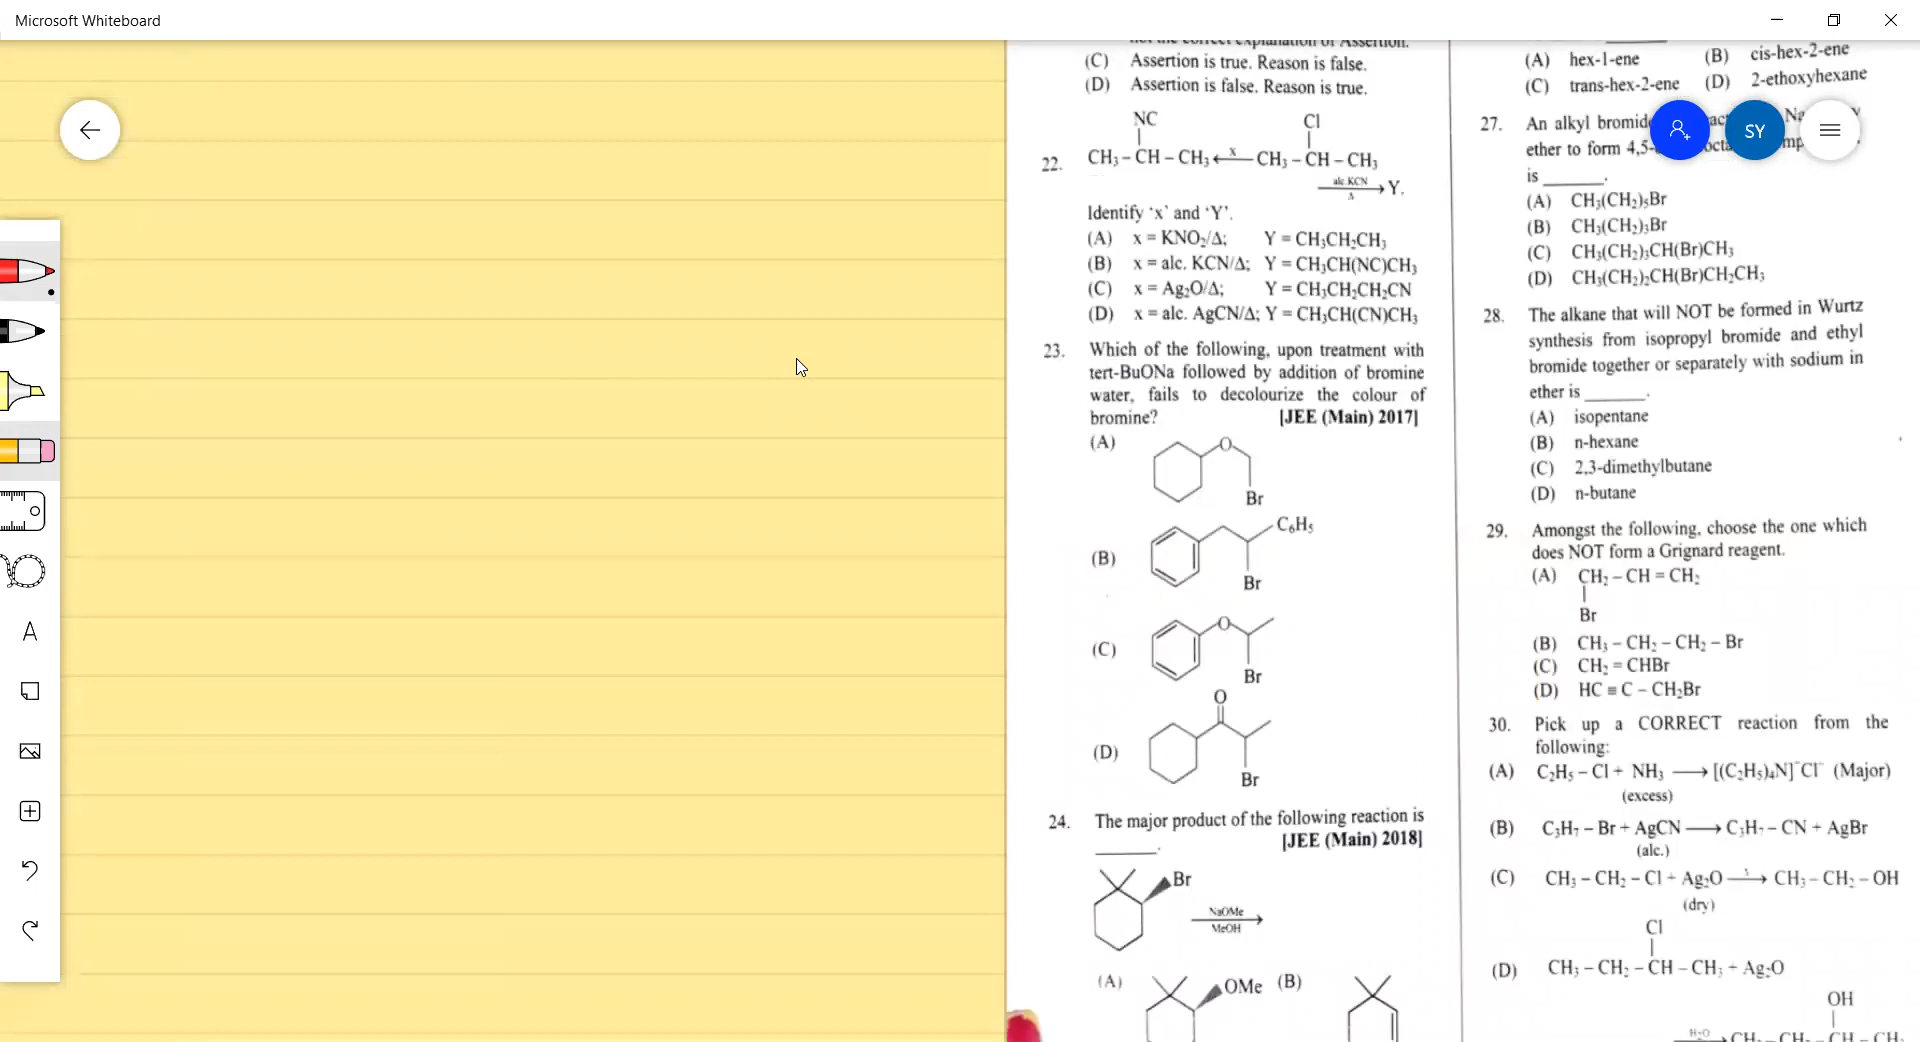 Microsoft Whiteboard
not the correct explanation of Assertion.
(C) Assertion is true. Reason is false.
(D) Assertion is false. Reason is true.
22.
NC
Cl
CH₃ – CH – CH₃ ←x— CH₃ – CH – CH₃
alc KCN
Δ
→ Y.
Identify ‘x’ and ‘Y’.
(A) x = KNO₂/Δ; Y = CH₃CH₂CH₃
(B) x = alc. KCN/Δ; Y = CH₃CH(NC)CH₃
(C) x = Ag₂O/Δ; Y = CH₃CH₂CH₂CN
(D) x = alc. AgCN/Δ; Y = CH₃CH(CN)CH₃
23. Which of the following, upon treatment with
tert-BuONa followed by addition of bromine
water, fails to decolourize the colour of
bromine? [JEE (Main) 2017]
(A)
O
Br
(B)
C₆H₅
Br
(C)
O
Br
(D)
O
Br
24. The major product of the following reaction is
______. [JEE (Main) 2018]
Br
NaOMe
MeOH
(A)
OMe
(B)
(A) hex-1-ene (B) cis-hex-2-ene
(C) trans-hex-2-ene (D) 2-ethoxyhexane
27. An alkyl bromid
ether to form 4,5-
is ______.
(A) CH₃(CH₂)₅Br
(B) CH₃(CH₂)₃Br
(C) CH₃(CH₂)₃CH(Br)CH₃
(D) CH₃(CH₂)₂CH(Br)CH₂CH₃
28. The alkane that will NOT be formed in Wurtz
synthesis from isopropyl bromide and ethyl
bromide together or separately with sodium in
ether is ______.
(A) isopentane
(B) n-hexane
(C) 2,3-dimethylbutane
(D) n-butane
29. Amongst the following, choose the one which
does NOT form a Grignard reagent.
(A) CH₂ – CH = CH₂
Br
(B) CH₃ – CH₂ – CH₂ – Br
(C) CH₂ = CHBr
(D) HC ≡ C – CH₂Br
30. Pick up a CORRECT reaction from the
following:
(A) C₂H₅ – Cl + NH₃ ⟶ [(C₂H₅)₄N]⁻Cl⁻ (Major)
(excess)
(B) C₃H₇ – Br + AgCN ⟶ C₃H₇ – CN + AgBr
(alc.)
(C) CH₃ – CH₂ – Cl + Ag₂O ⟶ CH₃ – CH₂ – OH
(dry)
Cl
(D) CH₃ – CH₂ – CH – CH₃ + Ag₂O
OH
SY
A